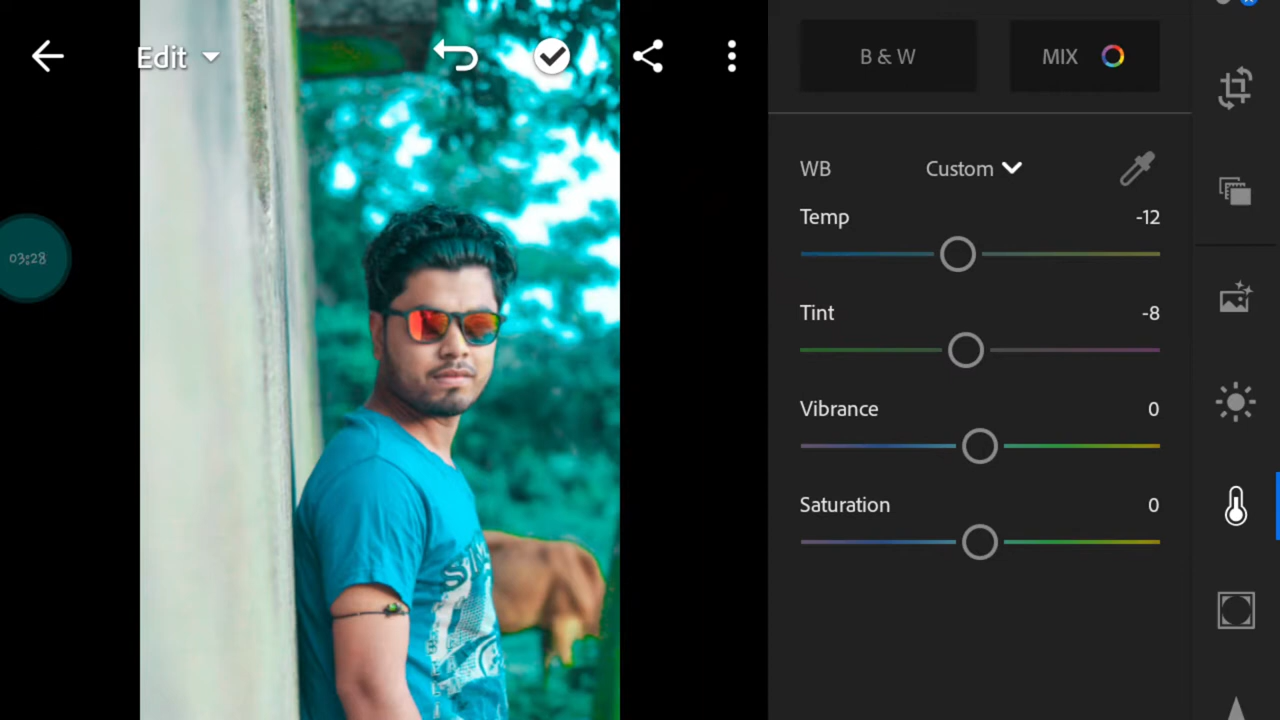 Edit
B & W
MIX
WB
Custom
Temp
-12
Tint
-8
Vibrance
0
Saturation
0
03:28